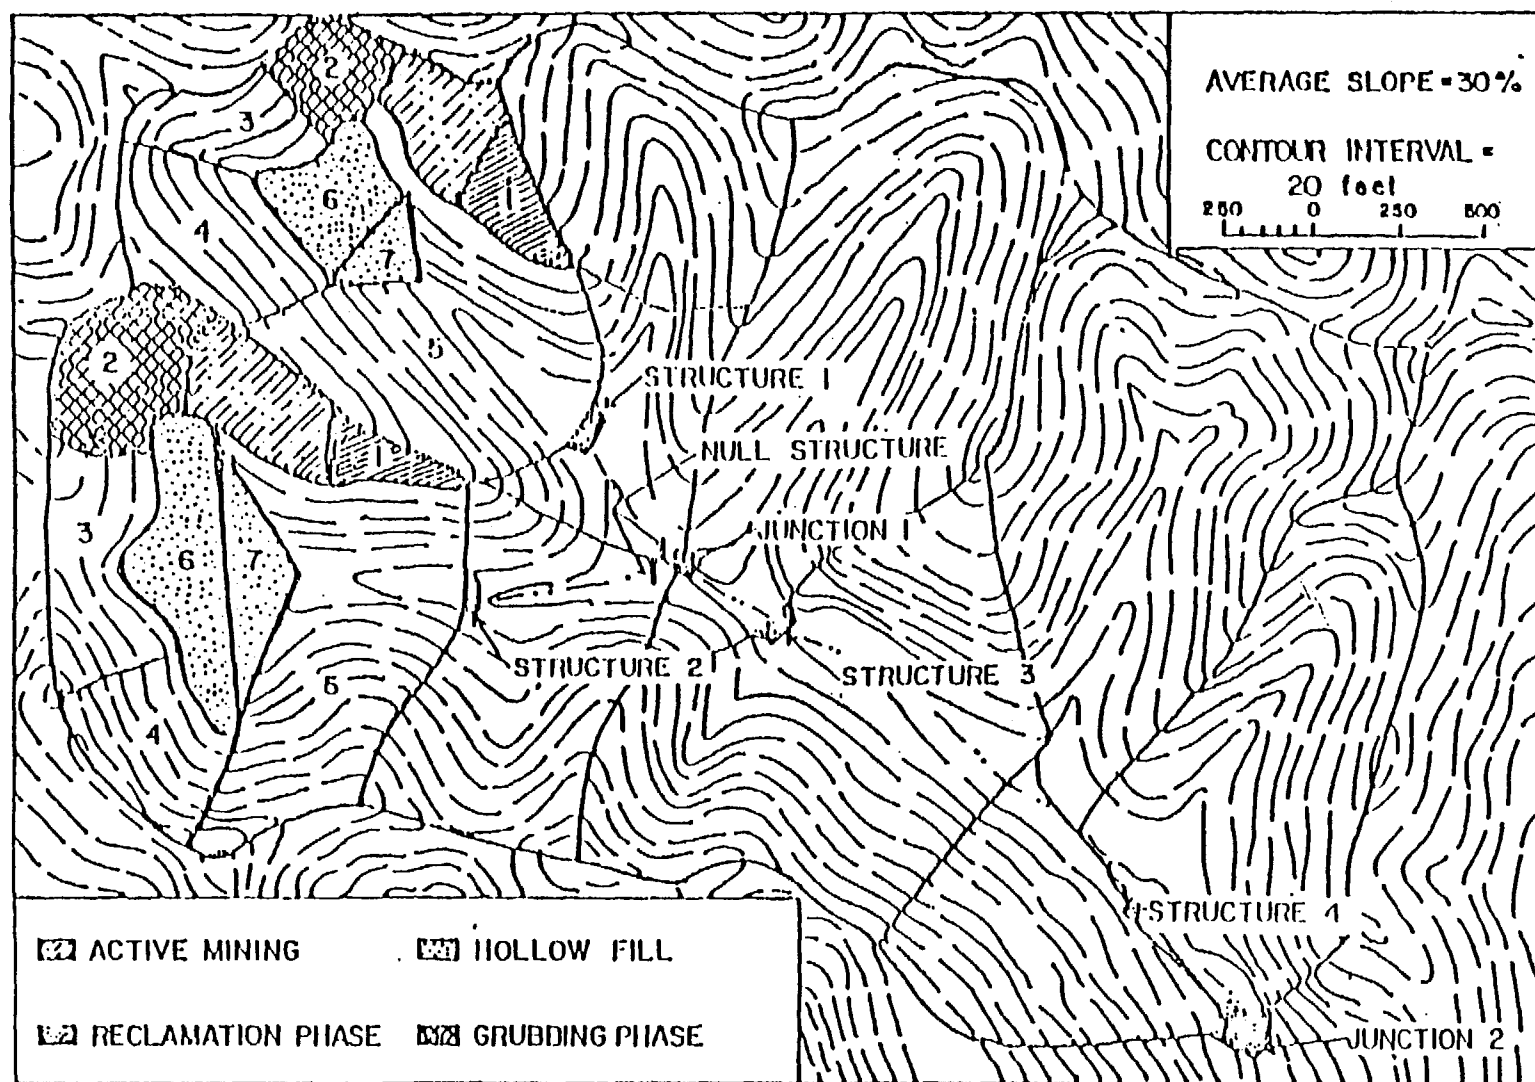 AVERAGE SLOPE = 30%
CONTOUR INTERVAL =
20 feet
250 0 250 500
2
3
1
6
4
7
5
2
STRUCTURE 1
1
NULL STRUCTURE
3
JUNCTION 1
6
7
STRUCTURE 2
STRUCTURE 3
5
4
STRUCTURE 4
ACTIVE MINING
HOLLOW FILL
RECLAMATION PHASE
GRUBDING PHASE
JUNCTION 2